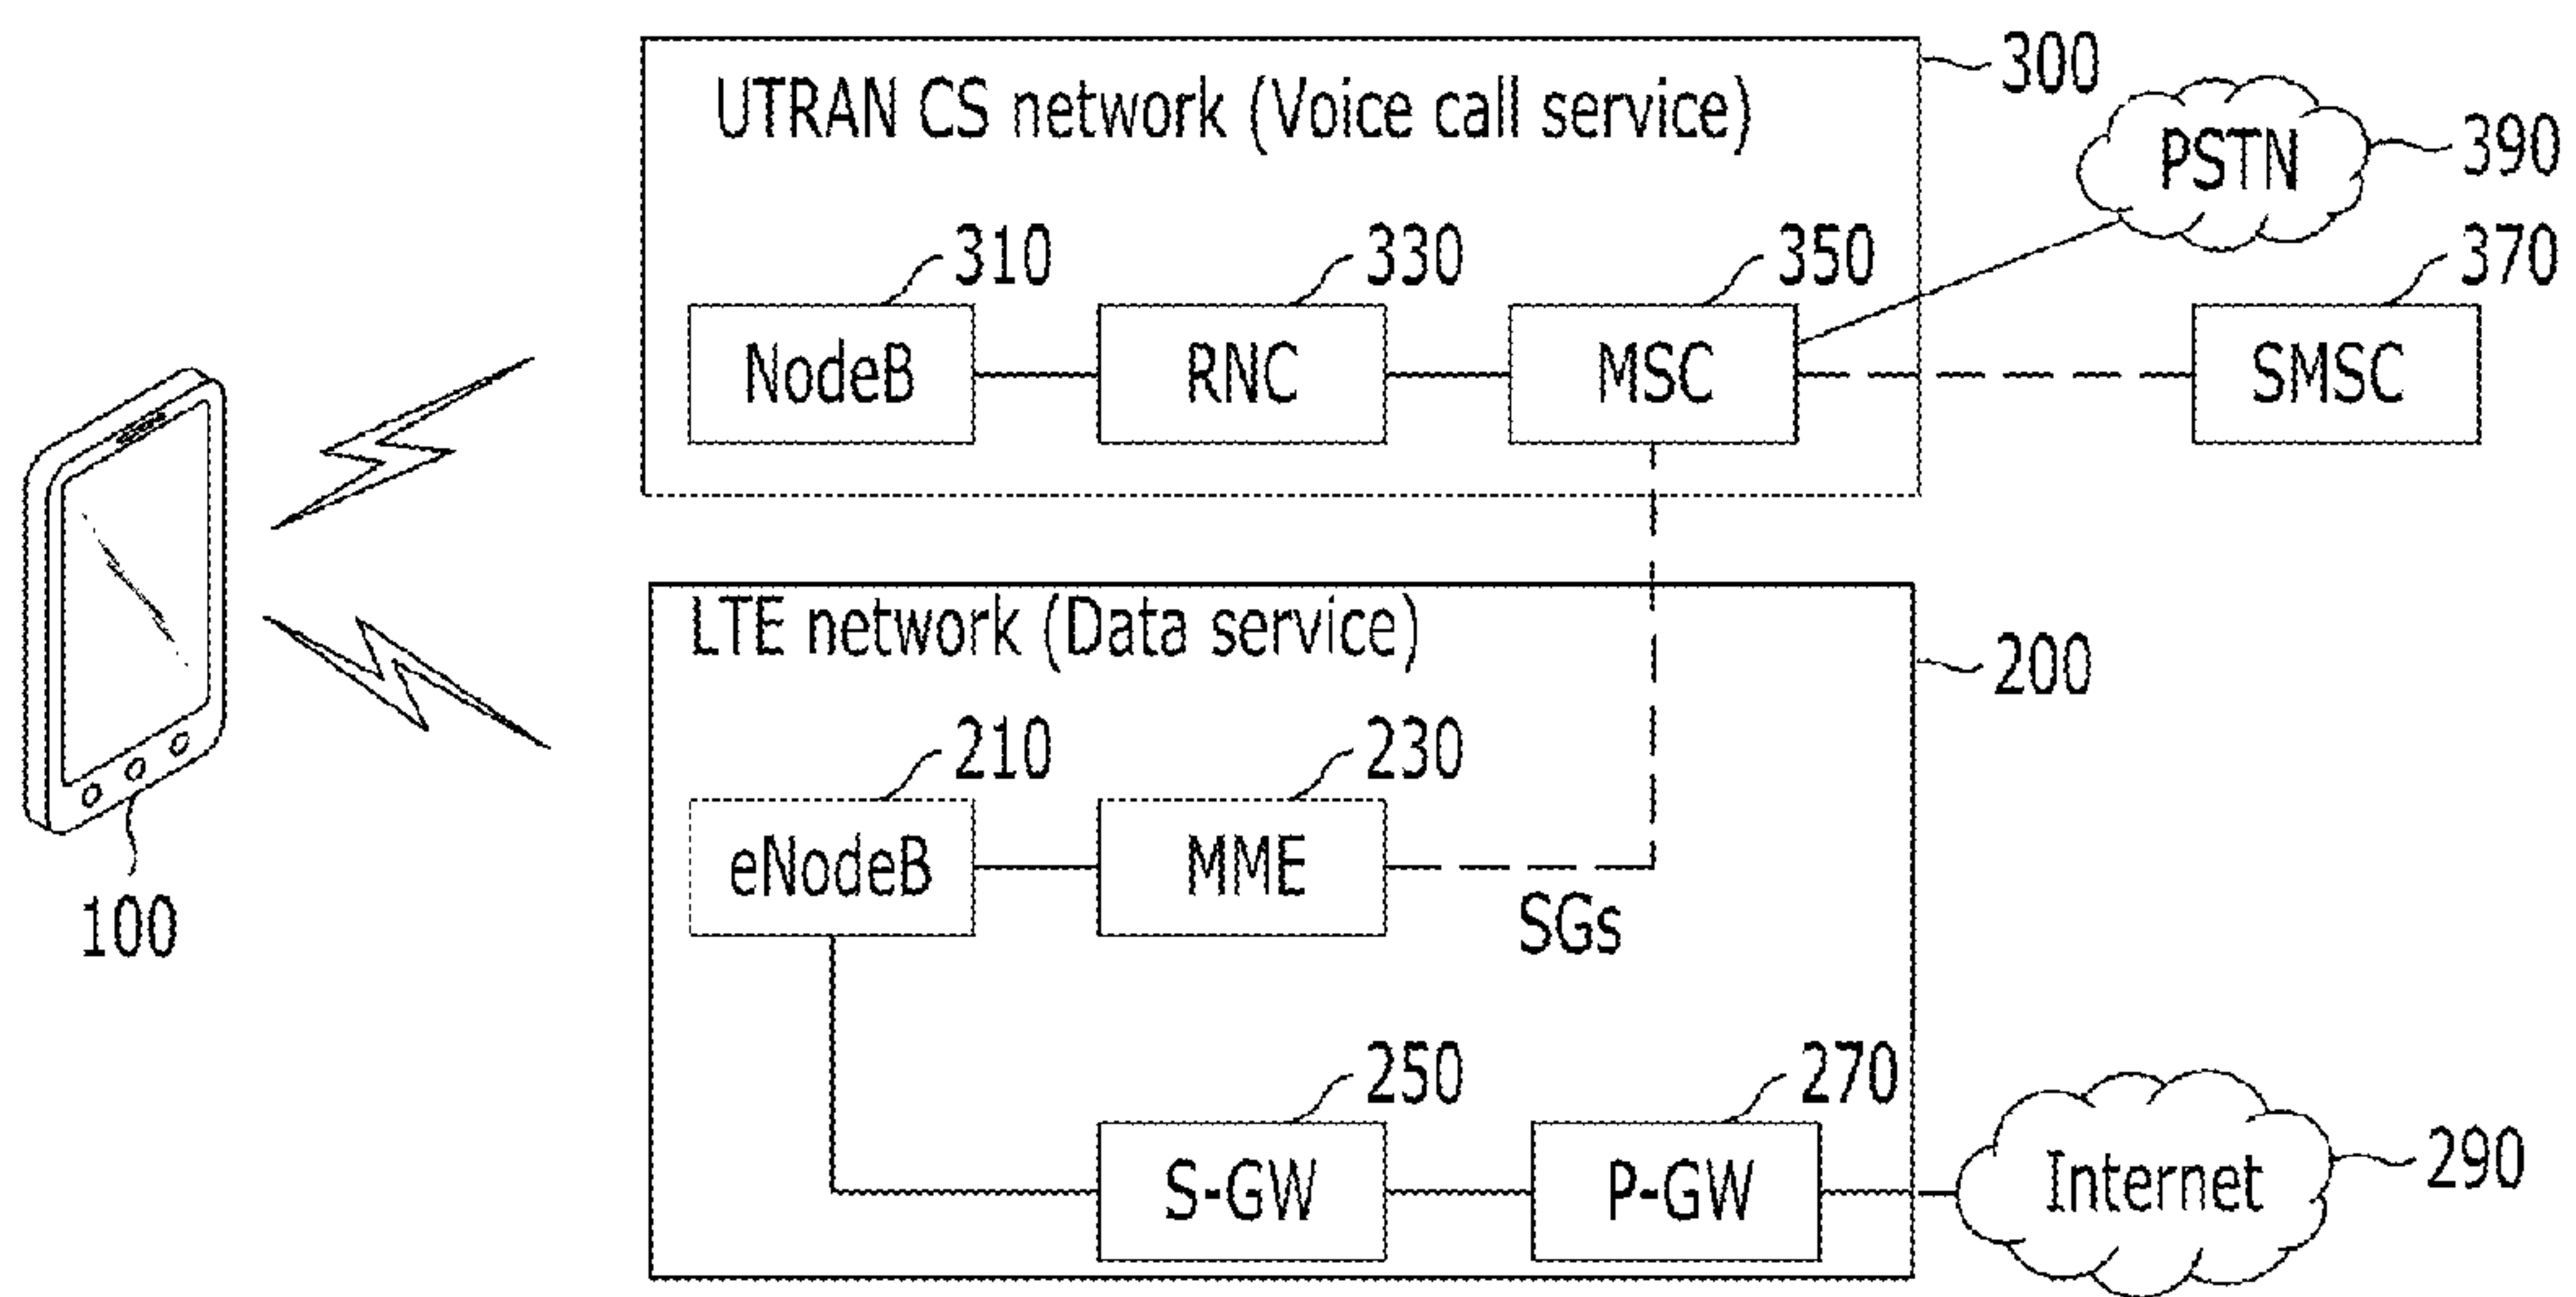 UTRAN CS network (Voice call service)
300
PSTN
390
310
330
350
370
NodeB
RNC
MSC
SMSC
LTE network (Data service)
200
210
230
eNodeB
MME
SGs
100
250
270
S-GW
P-GW
Internet
290